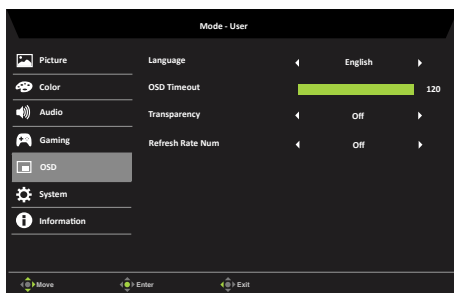 Mode - User
Picture
Language English
Color
OSD Timeout 120
Audio
Transparency Off
Gaming
Refresh Rate Num Off
OSD
System
Information
Move Enter Exit